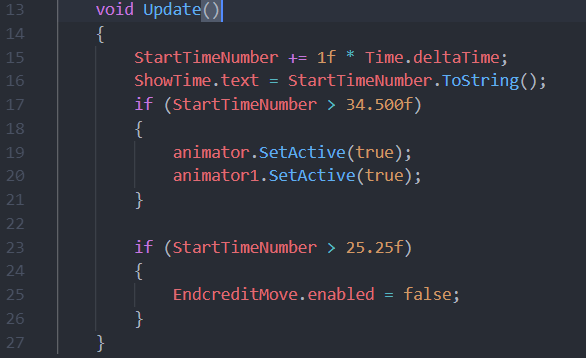 13 void Update()
14 {
15 StartTimeNumber += 1f * Time.deltaTime;
16 ShowTime.text = StartTimeNumber.ToString();
17 if (StartTimeNumber > 34.500f)
18 {
19 animator.SetActive(true);
20 animator1.SetActive(true);
21 }
22
23 if (StartTimeNumber > 25.25f)
24 {
25 EndcreditMove.enabled = false;
26 }
27 }